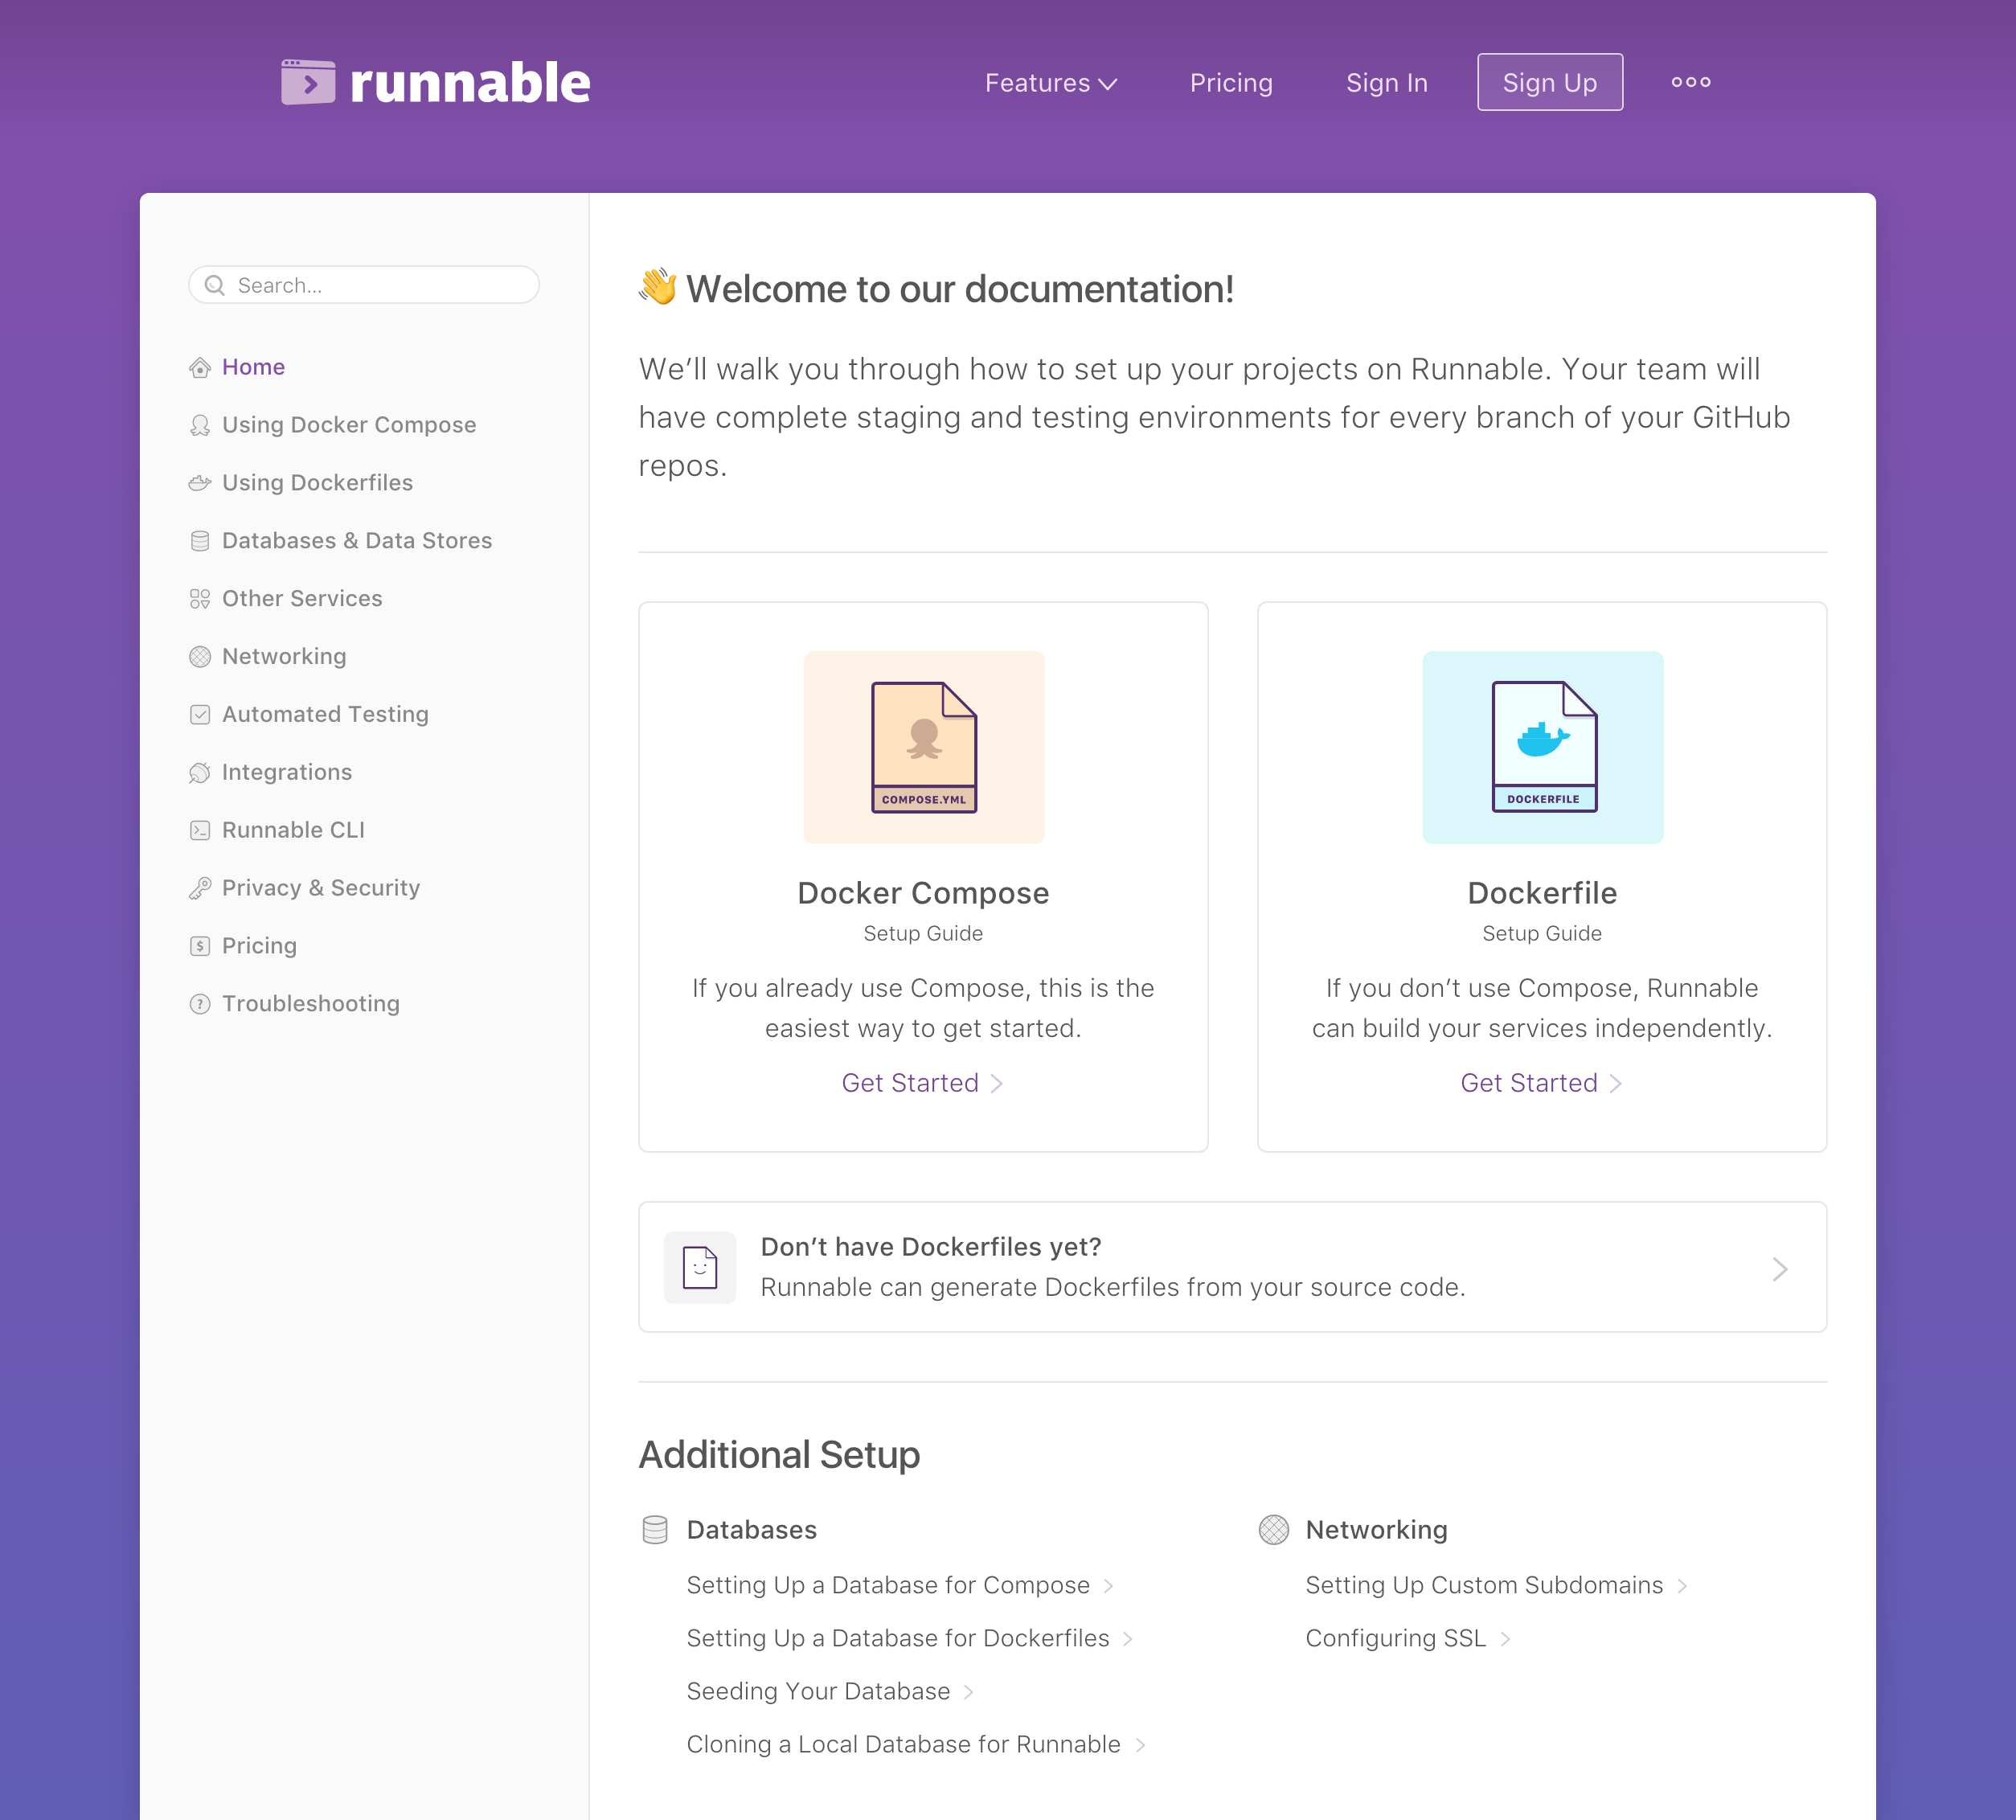 runnable
Features
Pricing
Sign In
Sign Up
Search...
Home
Using Docker Compose
Using Dockerfiles
Databases & Data Stores
Other Services
Networking
Automated Testing
Integrations
Runnable CLI
Privacy & Security
$ Pricing
? Troubleshooting
👋 Welcome to our documentation!
We’ll walk you through how to set up your projects on Runnable. Your team will
have complete staging and testing environments for every branch of your GitHub
repos.
COMPOSE.YML
Docker Compose
Setup Guide
If you already use Compose, this is the
easiest way to get started.
Get Started
DOCKERFILE
Dockerfile
Setup Guide
If you don’t use Compose, Runnable
can build your services independently.
Get Started
Don’t have Dockerfiles yet?
Runnable can generate Dockerfiles from your source code.
Additional Setup
Databases
Setting Up a Database for Compose
Setting Up a Database for Dockerfiles
Seeding Your Database
Cloning a Local Database for Runnable
Networking
Setting Up Custom Subdomains
Configuring SSL